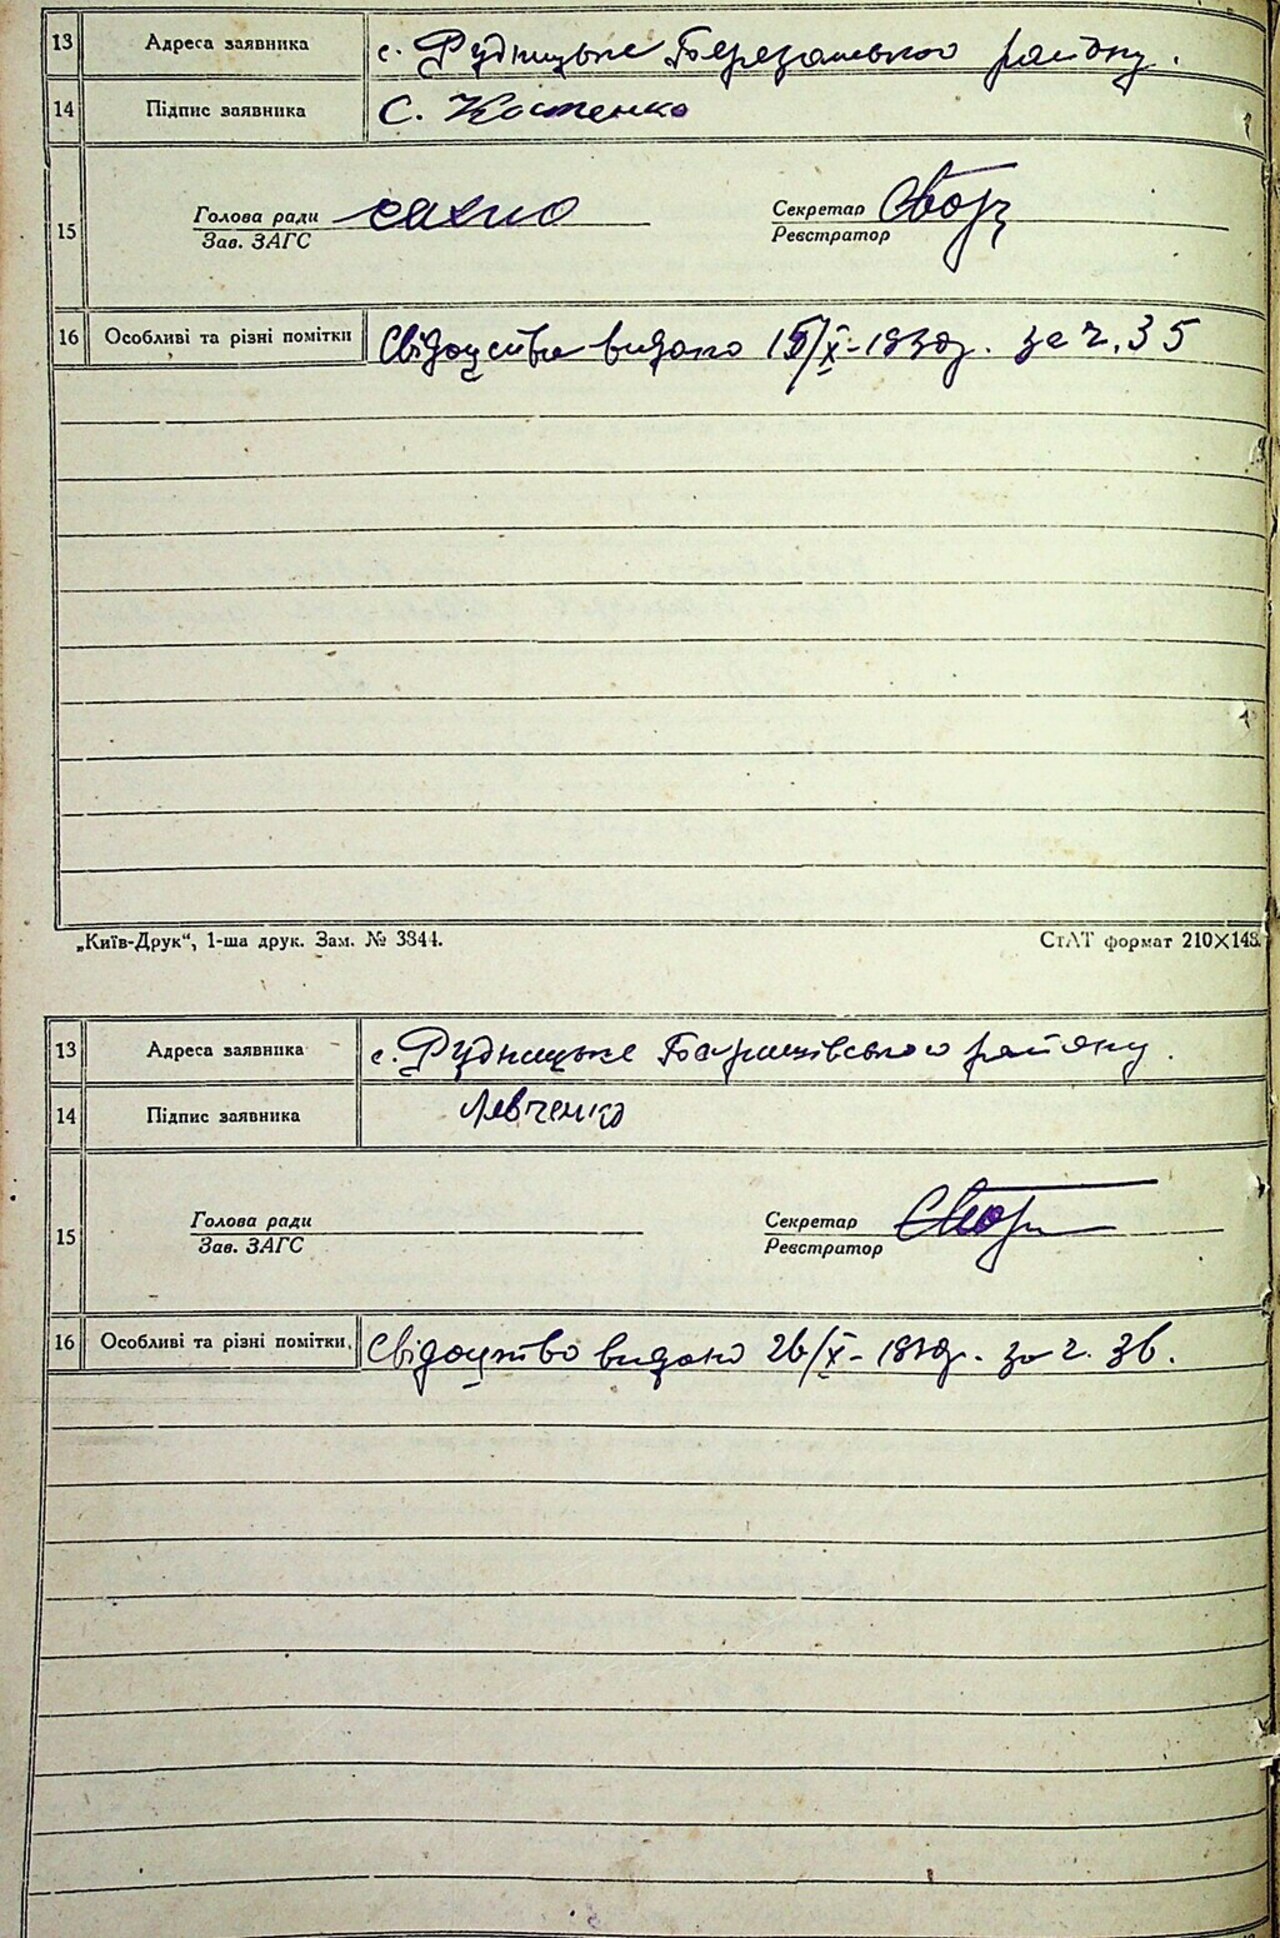 13 Адреса заявника с. Рудницьке Березанського району.
14 Підпис заявника С. Костенко
15 Голова ради Сахно Секретар
Зав. ЗАГС Реєстратор
16 Особливі та різні помітки Свідоцтво видано 15/X-1930р. за ч. 35
„Київ-Друк“, 1-ша друк. Зам. № 3344. СтАТ формат 210×148.
13 Адреса заявника с. Рудницьке Баришівського району.
14 Підпис заявника Левченко
15 Голова ради Секретар
Зав. ЗАГС Реєстратор
16 Особливі та різні помітки. Свідоцтво видано 26/X- за ч. 36.